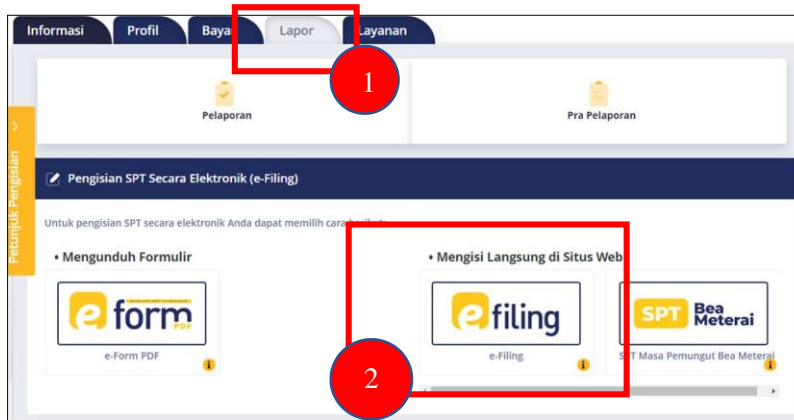 Informasi Profil Bayar Lapor Layanan
1
Pelaporan Pra Pelaporan
Petunjuk Pengisian
Pengisian SPT Secara Elektronik (e-Filing)
Untuk pengisian SPT secara elektronik Anda dapat memilih cara berikut:
• Mengunduh Formulir • Mengisi Langsung di Situs Web
e form PDF
e filing
SPT Bea Meterai
e-Form PDF e-Filing SPT Masa Pemungut Bea Meterai
2